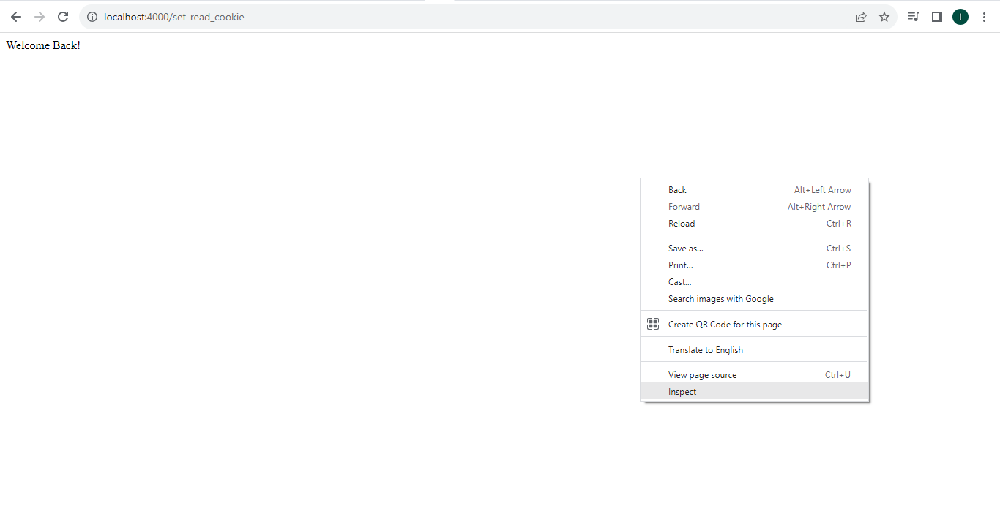 localhost:4000/set-read_cookie
I
Welcome Back!
Back Alt+Left Arrow
Forward Alt+Right Arrow
Reload Ctrl+R
Save as... Ctrl+S
Print... Ctrl+P
Cast...
Search images with Google
Create QR Code for this page
Translate to English
View page source Ctrl+U
Inspect